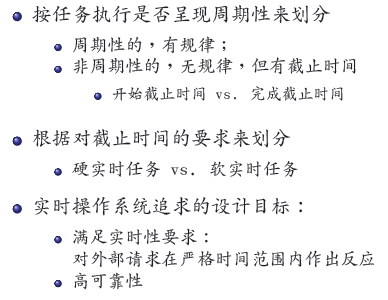 按任务执行是否呈现周期性来划分
周期性的，有规律；
非周期性的，无规律，但有截止时间
开始截止时间 vs. 完成截止时间
根据对截止时间的要求来划分
硬实时任务 vs. 软实时任务
实时操作系统追求的设计目标：
满足实时性要求：
对外部请求在严格时间范围内作出反应
高可靠性